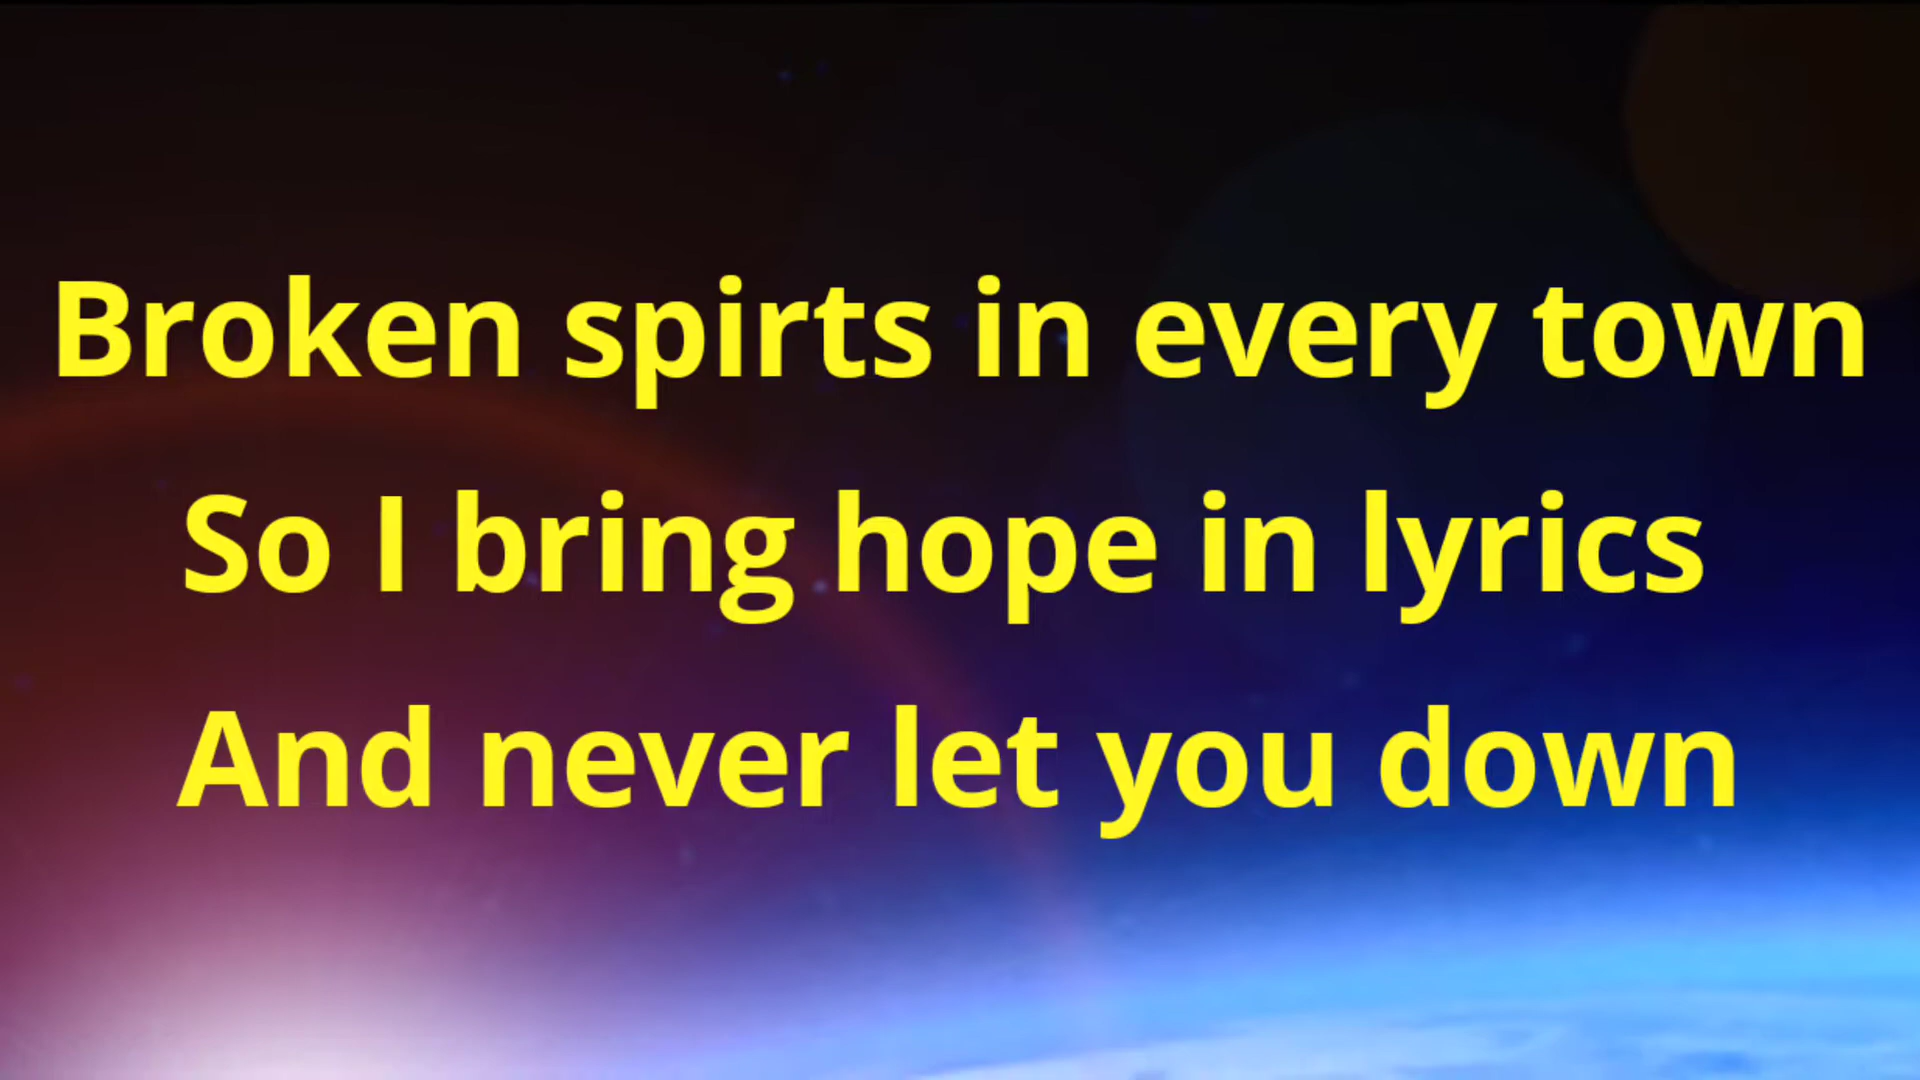 Broken spirts in every town
So I bring hope in lyrics
And never let you down